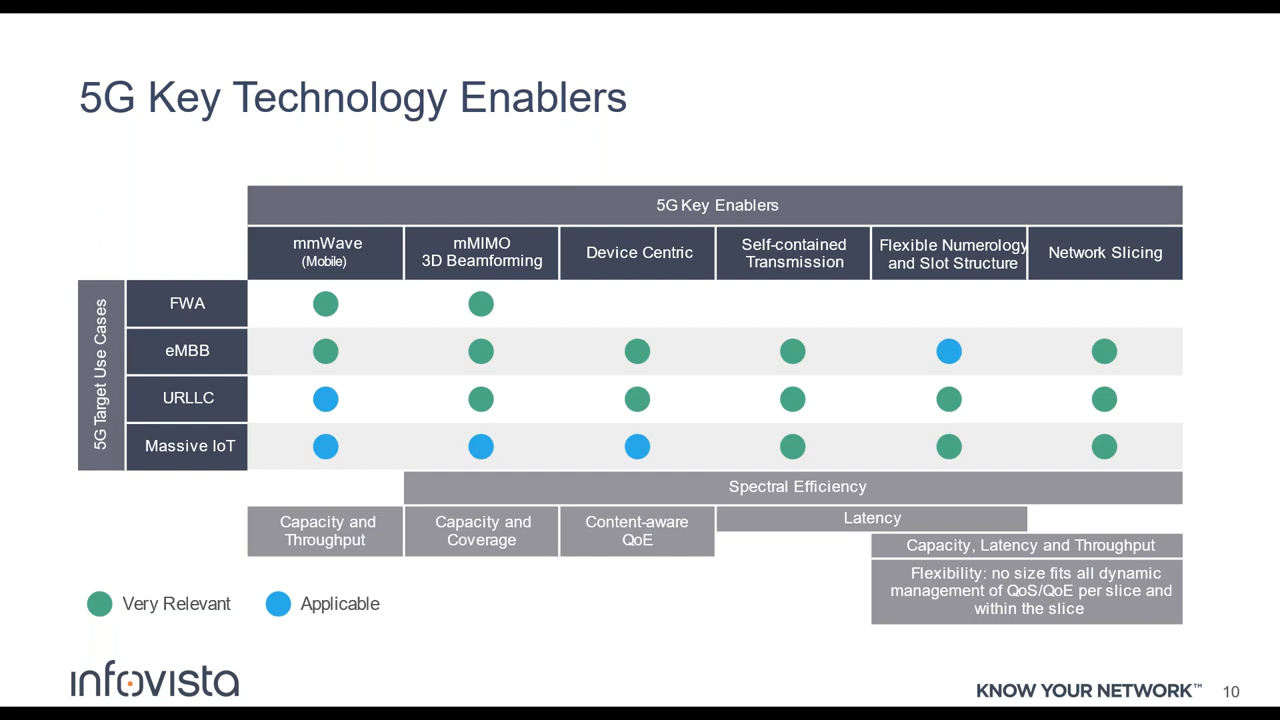 5G Key Technology Enablers
5G Key Enablers
mmWave
(Mobile)
mMIMO
3D Beamforming
Device Centric
Self-contained
Transmission
Flexible Numerology
and Slot Structure
Network Slicing
5G Target Use Cases
FWA
eMBB
URLLC
Massive IoT
Spectral Efficiency
Capacity and
Throughput
Capacity and
Coverage
Content-aware
QoE
Latency
Capacity, Latency and Throughput
Flexibility: no size fits all dynamic
management of QoS/QoE per slice and
within the slice
Very Relevant
Applicable
infovista
KNOW YOUR NETWORK™
10